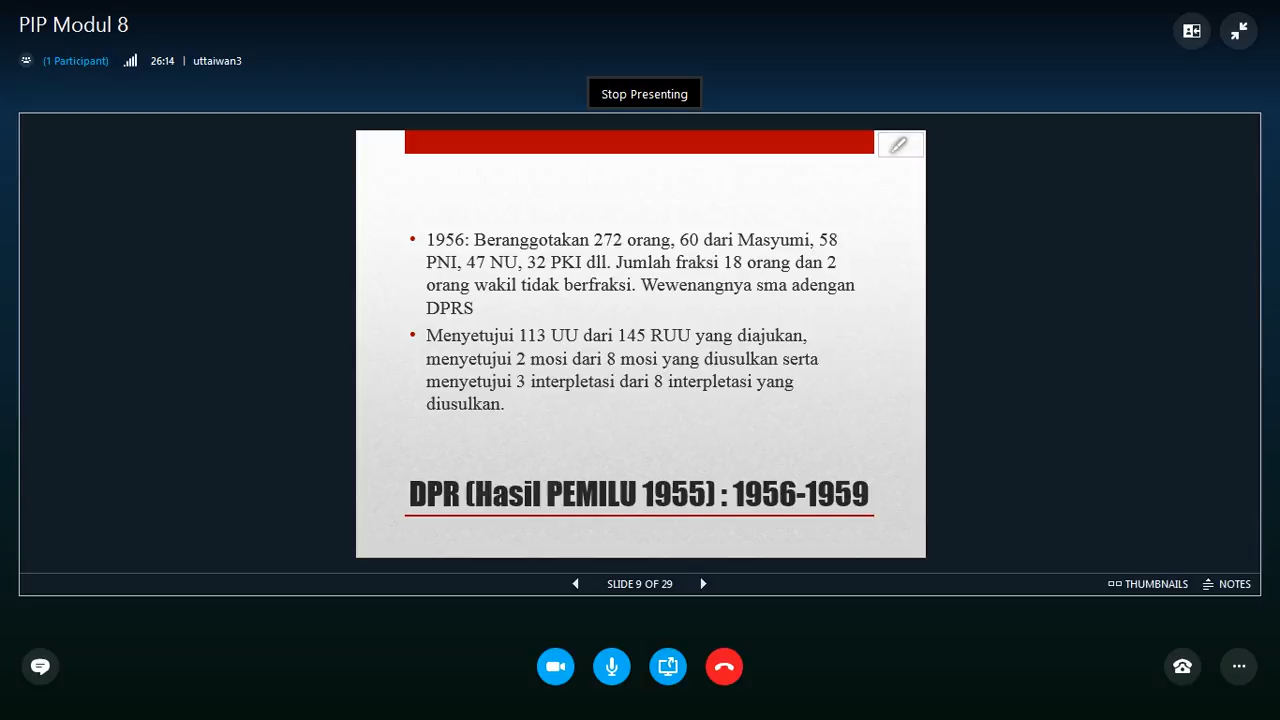 PIP Modul 8
(1 Participant)
26:14 | uttaiwan3
Stop Presenting
• 1956: Beranggotakan 272 orang, 60 dari Masyumi, 58
PNI, 47 NU, 32 PKI dll. Jumlah fraksi 18 orang dan 2
orang wakil tidak berfraksi. Wewenangnya sma adengan
DPRS
• Menyetujui 113 UU dari 145 RUU yang diajukan,
menyetujui 2 mosi dari 8 mosi yang diusulkan serta
menyetujui 3 interpletasi dari 8 interpletasi yang
diusulkan.
DPR (Hasil PEMILU 1955) : 1956-1959
SLIDE 9 OF 29
THUMBNAILS
NOTES